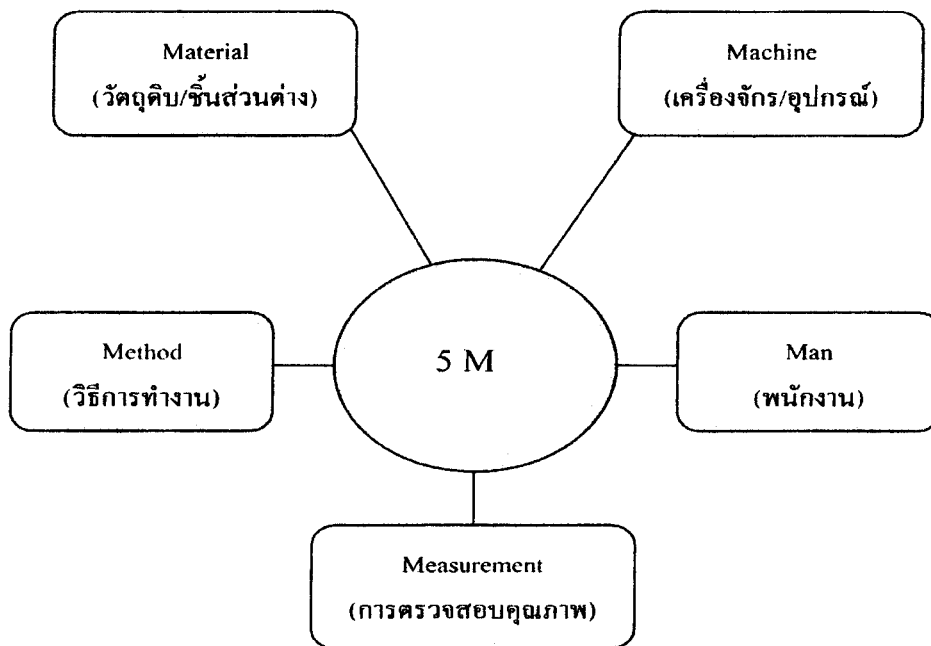 Material
(วัตถุดิบ/ชิ้นส่วนต่าง)
Machine
(เครื่องจักร/อุปกรณ์)
Method
(วิธีการทำงาน)
5 M
Man
(พนักงาน)
Measurement
(การตรวจสอบคุณภาพ)